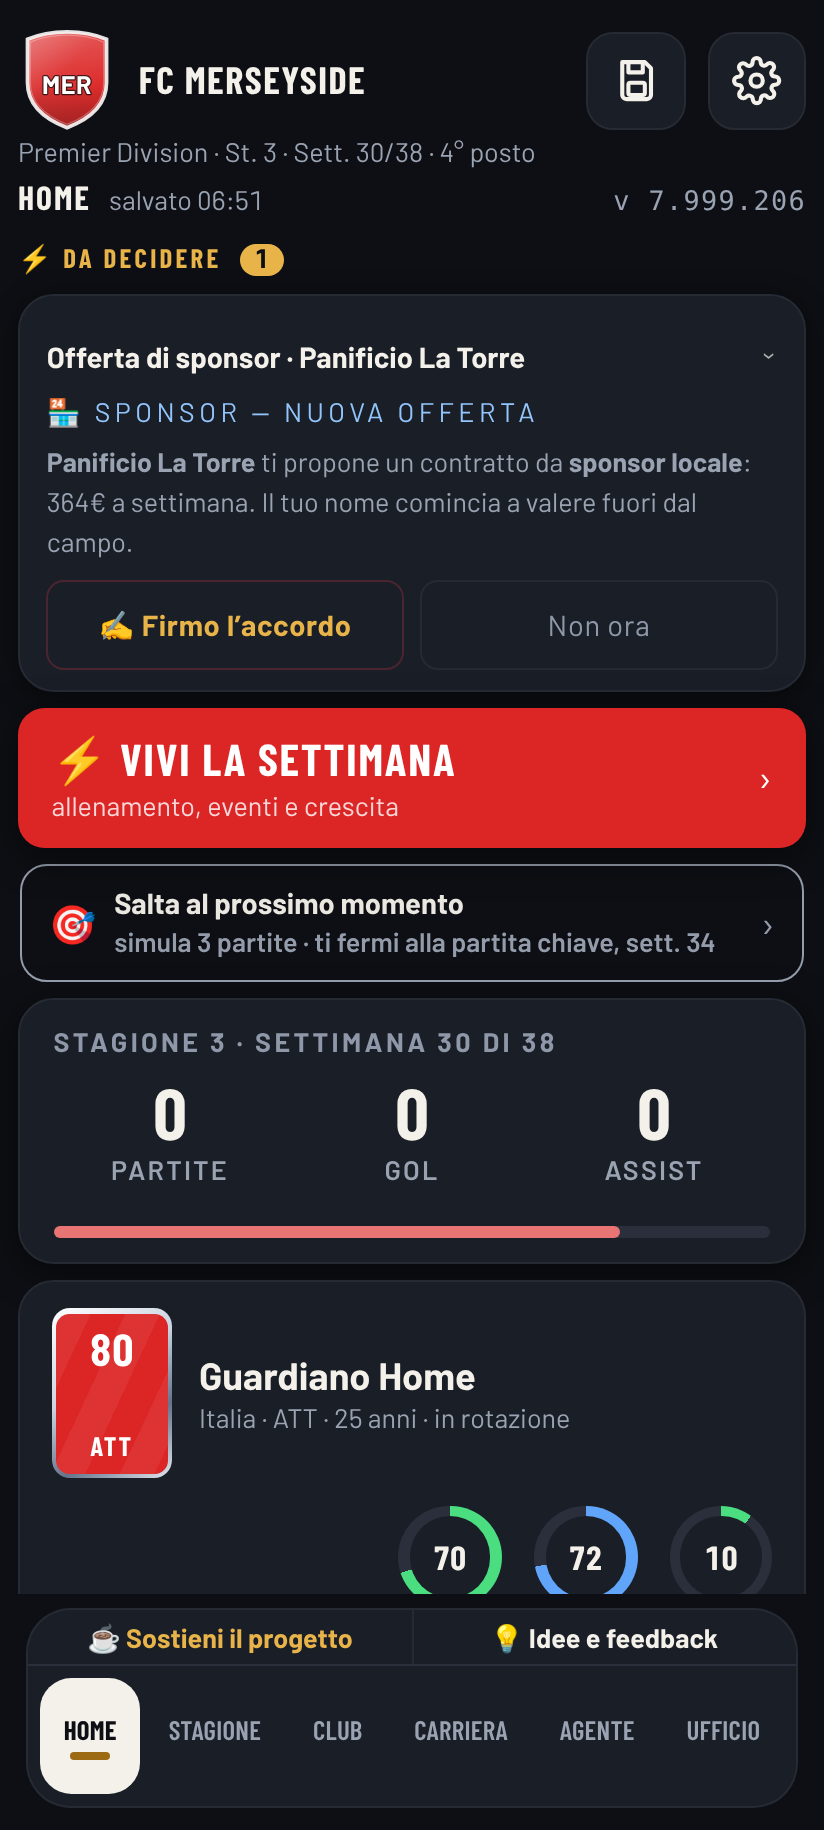 MER
FC MERSEYSIDE
Premier Division · St. 3 · Sett. 30/38 · 4° posto
HOME salvato 06:51 v 7.999.206
⚡ DA DECIDERE 1
Offerta di sponsor · Panificio La Torre
24
SPONSOR — NUOVA OFFERTA
Panificio La Torre ti propone un contratto da sponsor locale:
364€ a settimana. Il tuo nome comincia a valere fuori dal
campo.
✍️ Firmo l’accordo Non ora
⚡ VIVI LA SETTIMANA ›
allenamento, eventi e crescita
🎯 Salta al prossimo momento ›
simula 3 partite · ti fermi alla partita chiave, sett. 34
STAGIONE 3 · SETTIMANA 30 DI 38
0 0 0
PARTITE GOL ASSIST
80
ATT
Guardiano Home
Italia · ATT · 25 anni · in rotazione
70 72 10
☕ Sostieni il progetto 💡 Idee e feedback
HOME STAGIONE CLUB CARRIERA AGENTE UFFICIO